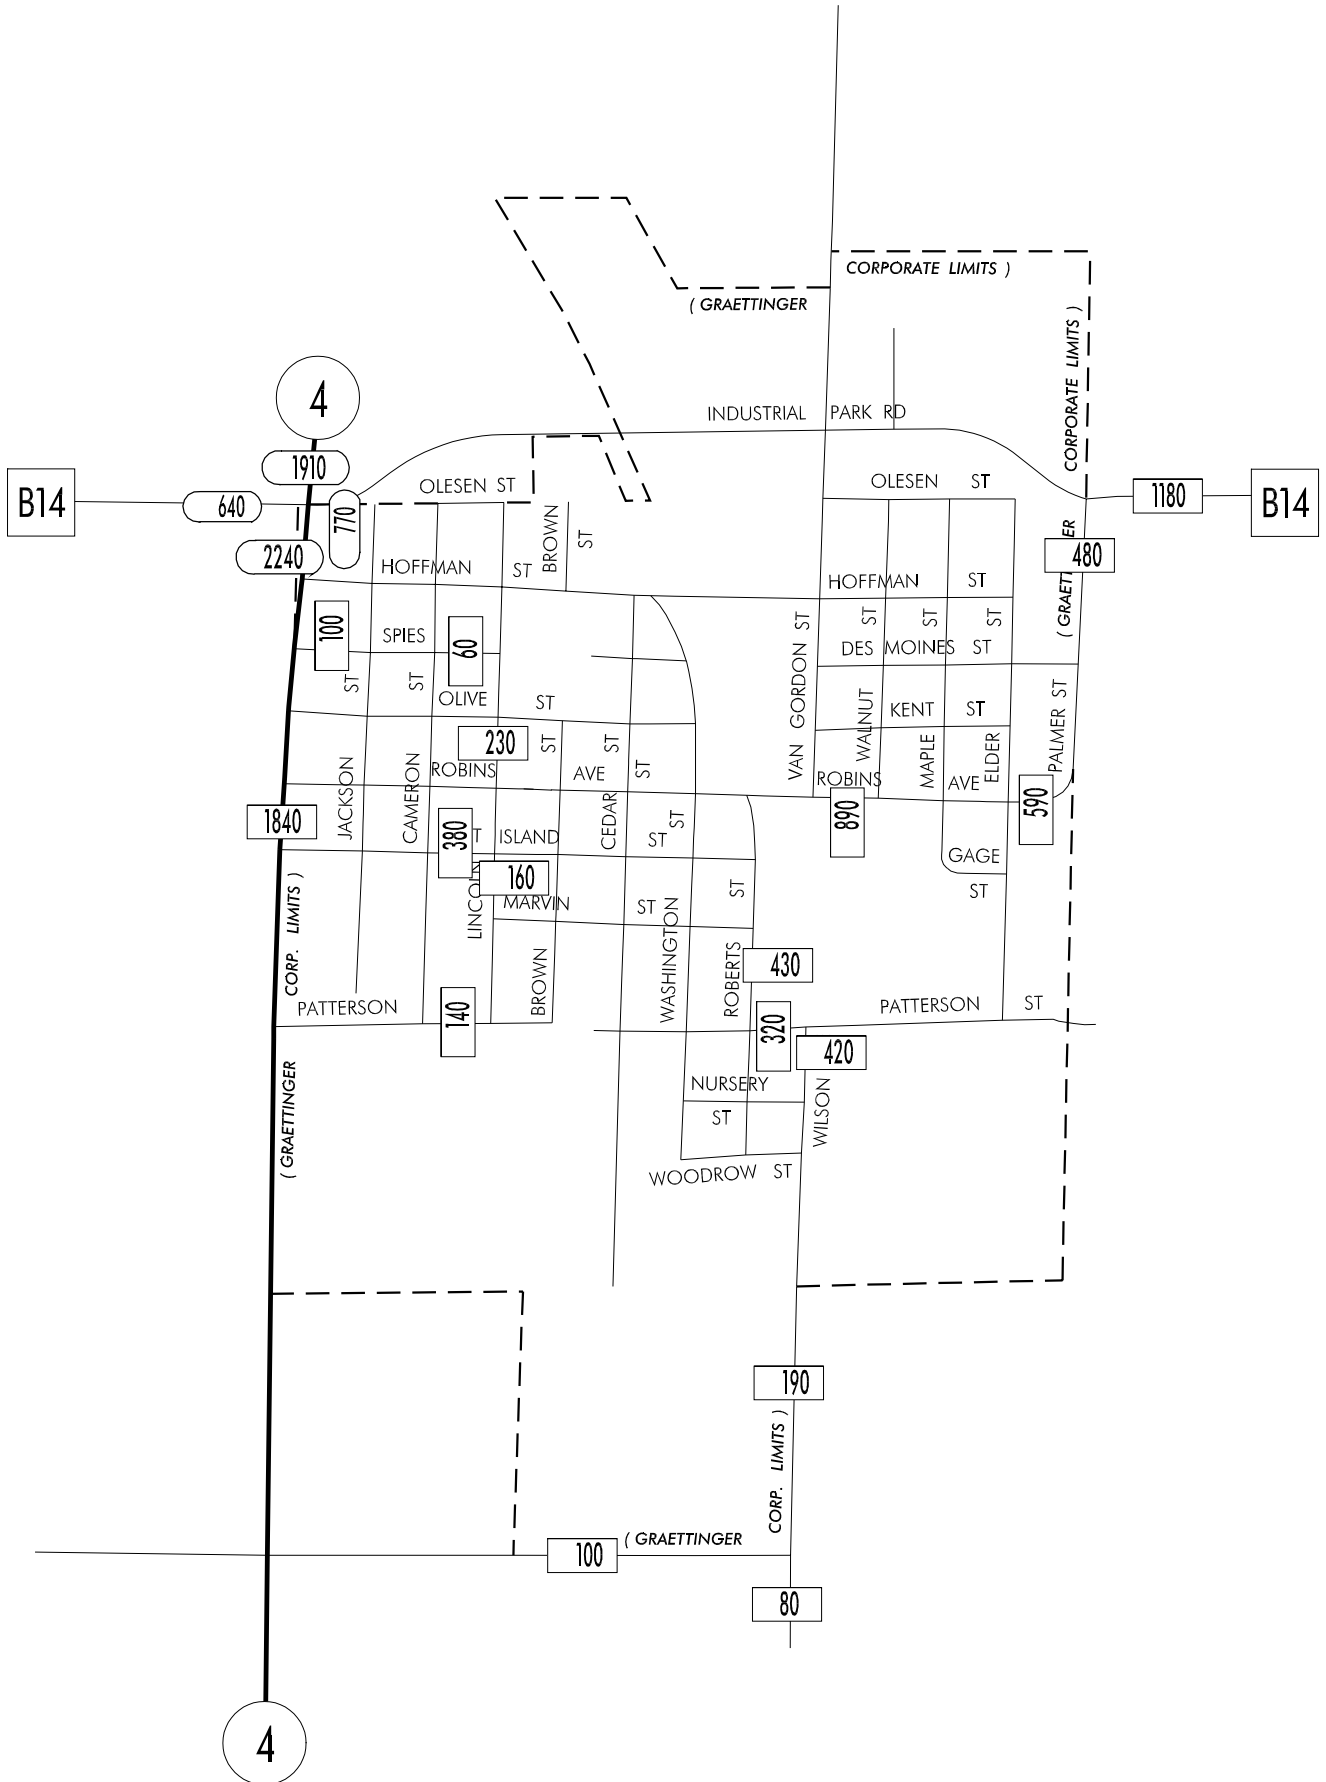 ( GRAETTINGER
CORPORATE LIMITS )
CORPORATE LIMITS )
4
1910
INDUSTRIAL PARK RD
B14
640
770
OLESEN ST
OLESEN ST
1180
B14
2240
BROWN ST
480
HOFFMAN ST
HOFFMAN ST
100
SPIES
60
DES MOINES ST
VAN GORDON ST
JACKSON ST
CAMERON ST
OLIVE ST
WALNUT ST
KENT ST
MAPLE ST
ELDER ST
PALMER ST
230
ROBINS AVE
ROBINS AVE
1840
380
ISLAND ST
CEDAR ST
890
590
160
GAGE ST
MARVIN ST
WASHINGTON ST
ROBERTS ST
BROWN ST
430
CORP. LIMITS )
PATTERSON
140
320
PATTERSON ST
420
( GRAETTINGER
NURSERY ST
WILSON
WOODROW ST
190
CORP. LIMITS )
( GRAETTINGER
100
80
4